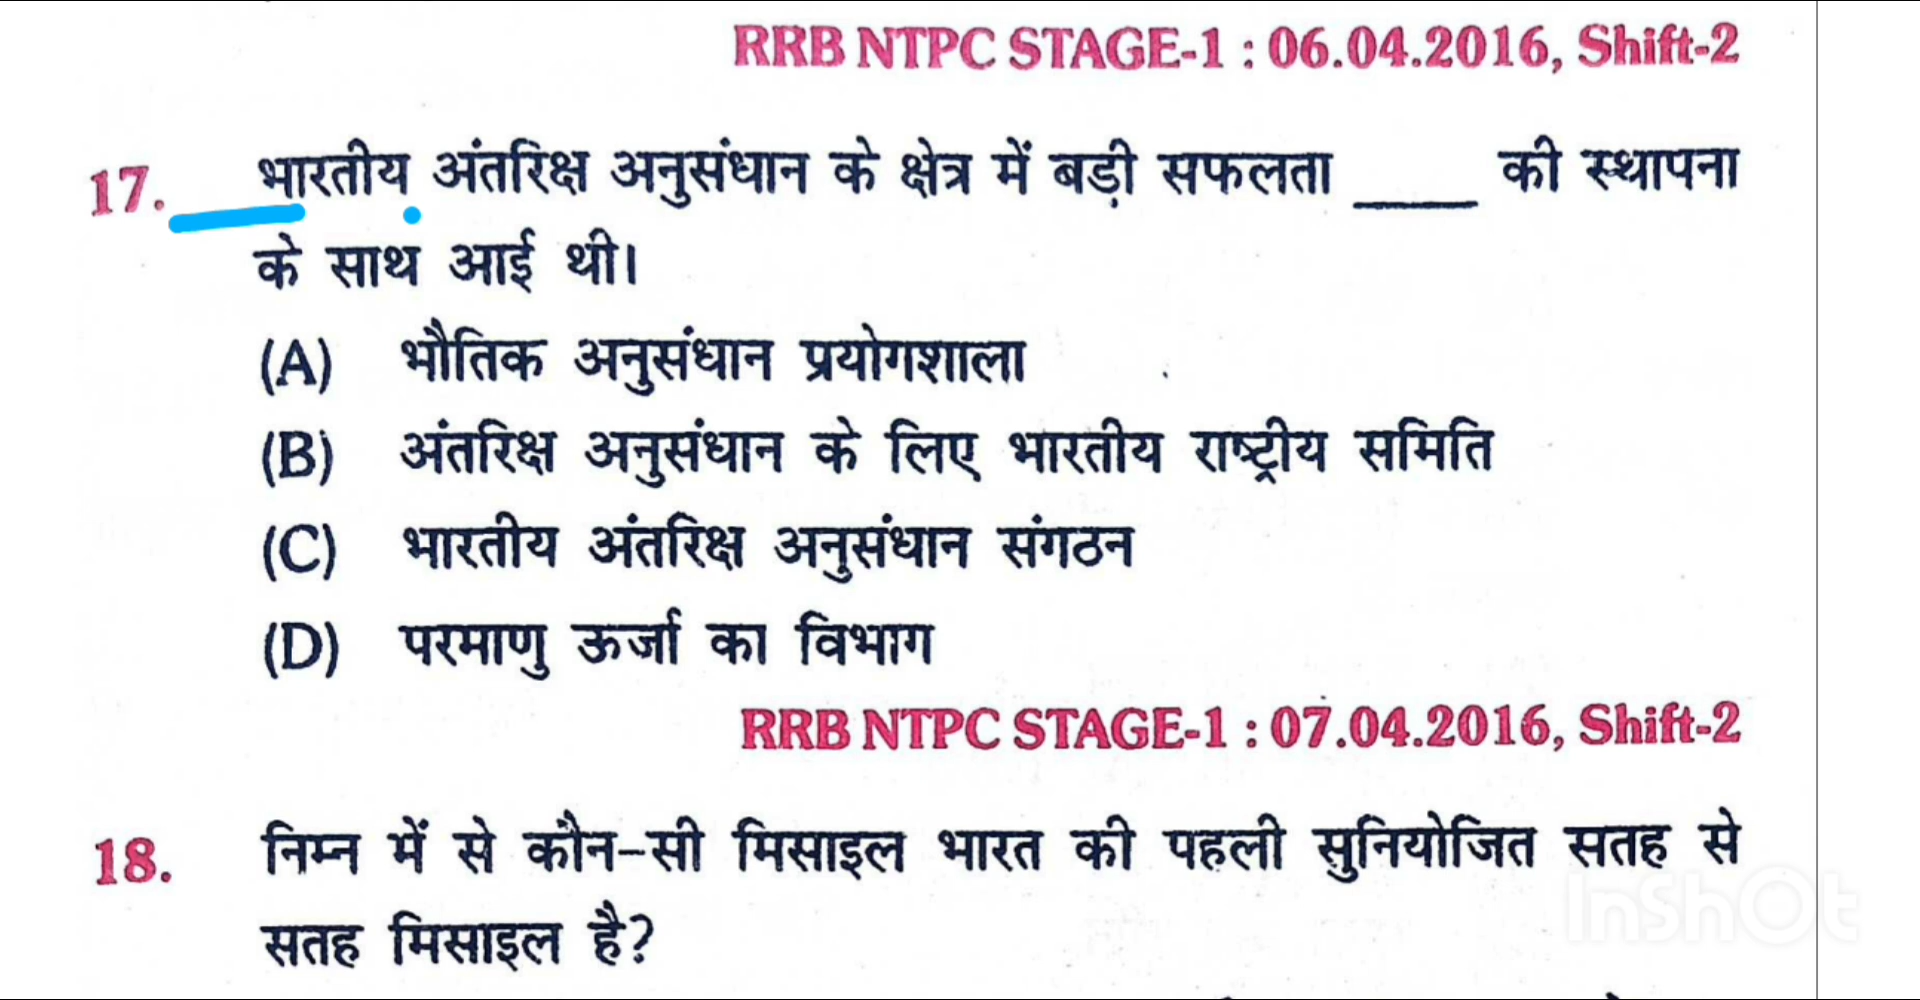 RRB NTPC STAGE-1 : 06.04.2016, Shift-2
17. भारतीय अंतरिक्ष अनुसंधान के क्षेत्र में बड़ी सफलता ____ की स्थापना
के साथ आई थी।
(A) भौतिक अनुसंधान प्रयोगशाला
(B) अंतरिक्ष अनुसंधान के लिए भारतीय राष्ट्रीय समिति
(C) भारतीय अंतरिक्ष अनुसंधान संगठन
(D) परमाणु ऊर्जा का विभाग
RRB NTPC STAGE-1 : 07.04.2016, Shift-2
18. निम्न में से कौन-सी मिसाइल भारत की पहली सुनियोजित सतह से
सतह मिसाइल है?
InShOt